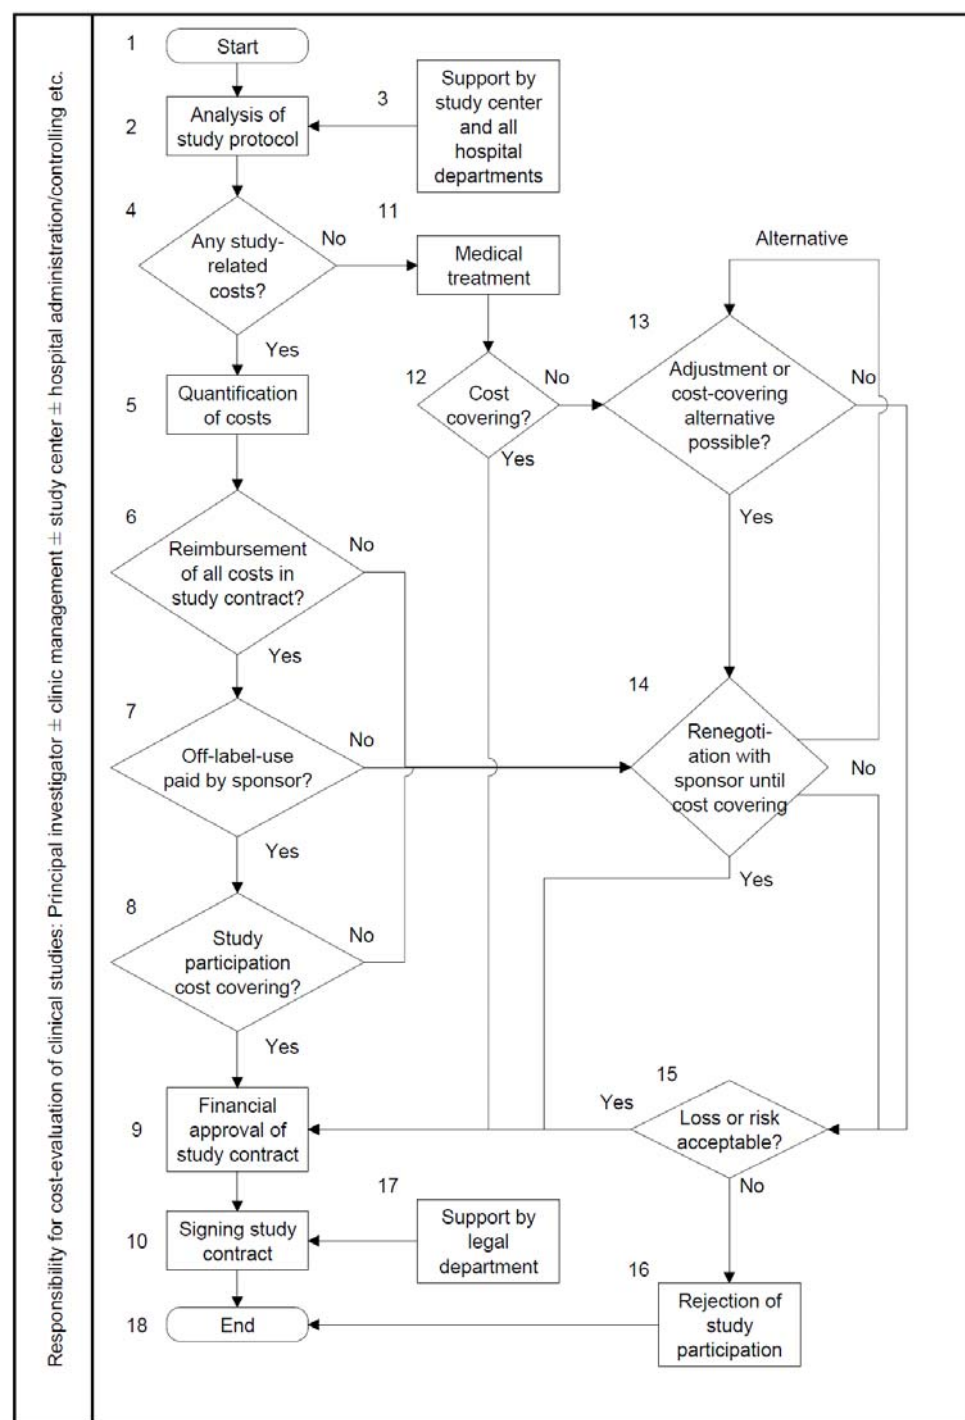 Responsibility for cost-evaluation of clinical studies: Principal investigator ± clinic management ± study center ± hospital administration/controlling etc.
1
Start
2
Analysis of
study protocol
3
Support by
study center
and all
hospital
departments
4
Any study-
related
costs?
No
Yes
11
Medical
treatment
Alternative
5
Quantification
of costs
12
Cost
covering?
No
Yes
13
Adjustment or
cost-covering
alternative
possible?
No
Yes
6
Reimbursement
of all costs in
study contract?
No
Yes
7
Off-label-use
paid by sponsor?
No
Yes
14
Renegoti-
ation with
sponsor until
cost covering
No
Yes
8
Study
participation
cost covering?
No
Yes
9
Financial
approval of
study contract
15
Loss or risk
acceptable?
Yes
No
10
Signing study
contract
17
Support by
legal
department
16
Rejection of
study
participation
18
End